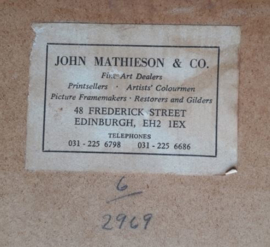 JOHN MATHIESON & CO.
Fine Art Dealers
Printsellers · Artists' Colourmen
Picture Framemakers · Restorers and Gilders
48 FREDERICK STREET
EDINBURGH, EH2 1EX
TELEPHONES
031 - 225 6798 031 - 225 6686
6
2969